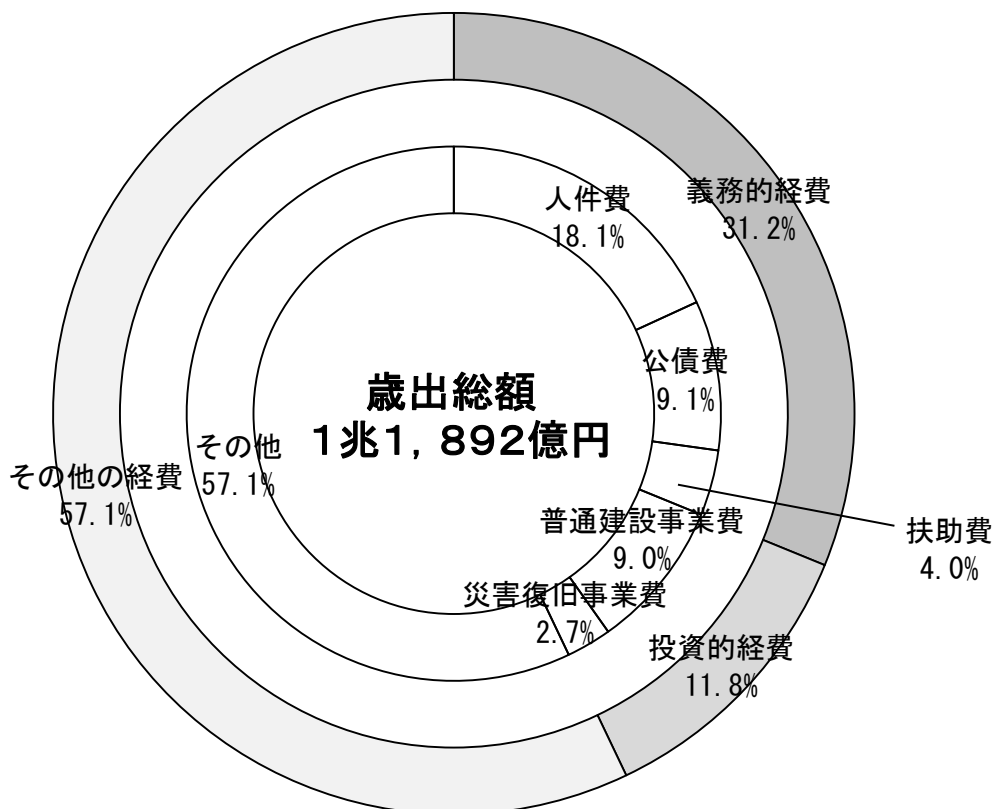 人件費
18.1%
義務的経費
31.2%
公債費
9.1%
歳出総額
1兆1,892億円
その他
57.1%
その他の経費
57.1%
普通建設事業費
9.0%
扶助費
4.0%
災害復旧事業費
2.7%
投資的経費
11.8%